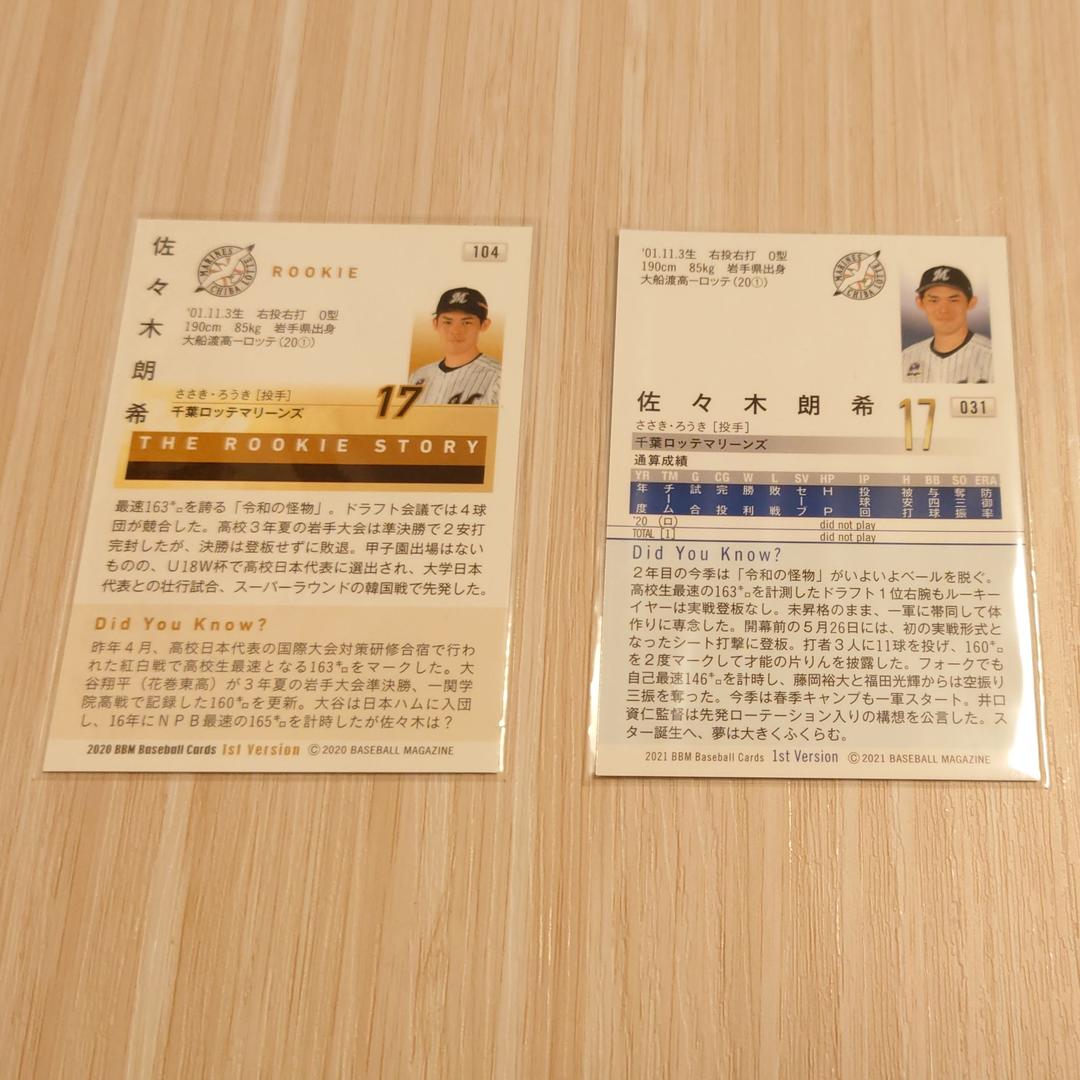 佐々木朗希
MARINES
CHIBA LOTTE
ROOKIE
104
'01.11.3生 右投右打 O型
190cm 85kg 岩手県出身
大船渡高ーロッテ(20①)
ささき・ろうき[投手]
千葉ロッテマリーンズ
17
THE ROOKIE STORY
最速163㌔を誇る「令和の怪物」。ドラフト会議では4球
団が競合した。高校3年夏の岩手大会は準決勝で2安打
完封したが、決勝は登板せずに敗退。甲子園出場はない
ものの、U18W杯で高校日本代表に選出され、大学日本
代表との壮行試合、スーパーラウンドの韓国戦で先発した。
Did You Know?
昨年4月、高校日本代表の国際大会対策研修合宿で行わ
れた紅白戦で高校生最速となる163㌔をマークした。大
谷翔平(花巻東高)が3年夏の岩手大会準決勝、一関学
院高戦で記録した160㌔を更新。大谷は日本ハムに入団
し、16年にNPB最速の165㌔を計時したが佐々木は?
2020 BBM Baseball Cards 1st Version Ⓒ2020 BASEBALL MAGAZINE
'01.11.3生 右投右打 O型
190cm 85kg 岩手県出身
大船渡高ーロッテ(20①)
MARINES
CHIBA LOTTE
佐々木朗希
17
031
ささき・ろうき[投手]
千葉ロッテマリーンズ
通算成績
YR TM G CG W L SV HP IP H BB SO ERA
年度 チーム 試合 完投 勝利 敗戦 セーブ HP 投回 被安打 与四球 奪三振 防御率
'20 (ロ) did not play
TOTAL [1] did not play
Did You Know?
2年目の今季は「令和の怪物」がいよいよベールを脱ぐ。
高校生最速の163㌔を計測したドラフト1位右腕もルーキー
イヤーは実戦登板なし。未昇格のまま、一軍に帯同して体
作りに専念した。開幕前の5月26日には、初の実戦形式と
なったシート打撃に登板。打者3人に11球を投げ、160㌔
を2度マークして才能の片りんを披露した。フォークでも
自己最速146㌔を計時し、藤岡裕大と福田光輝からは空振り
三振を奪った。今季は春季キャンプも一軍スタート。井口
資仁監督は先発ローテーション入りの構想を公言した。ス
ター誕生へ、夢は大きくふくらむ。
2021 BBM Baseball Cards 1st Version Ⓒ2021 BASEBALL MAGAZINE